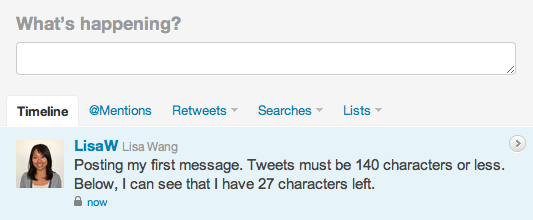 What's happening?
Timeline @Mentions Retweets Searches Lists
LisaW Lisa Wang
Posting my first message. Tweets must be 140 characters or less.
Below, I can see that I have 27 characters left.
now